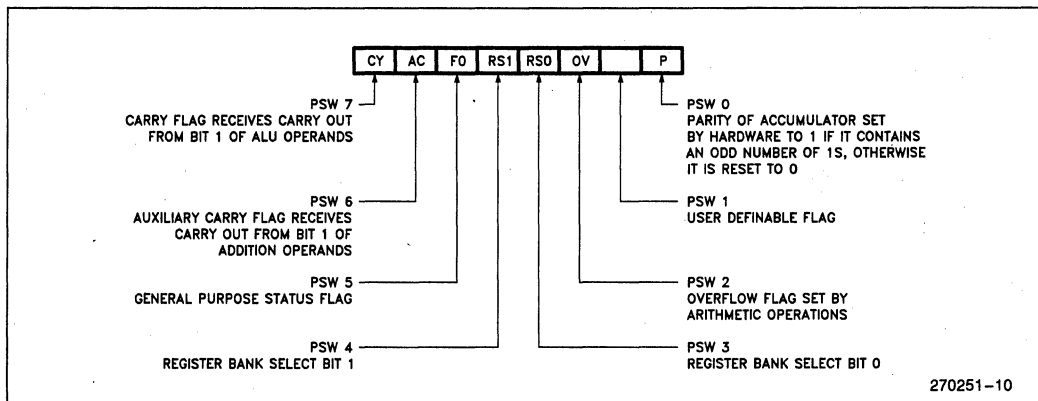 CY AC F0 RS1 RS0 OV P
PSW 7
CARRY FLAG RECEIVES CARRY OUT
FROM BIT 1 OF ALU OPERANDS
PSW 6
AUXILIARY CARRY FLAG RECEIVES
CARRY OUT FROM BIT 1 OF
ADDITION OPERANDS
PSW 5
GENERAL PURPOSE STATUS FLAG
PSW 4
REGISTER BANK SELECT BIT 1
PSW 0
PARITY OF ACCUMULATOR SET
BY HARDWARE TO 1 IF IT CONTAINS
AN ODD NUMBER OF 1S, OTHERWISE
IT IS RESET TO 0
PSW 1
USER DEFINABLE FLAG
PSW 2
OVERFLOW FLAG SET BY
ARITHMETIC OPERATIONS
PSW 3
REGISTER BANK SELECT BIT 0
270251-10